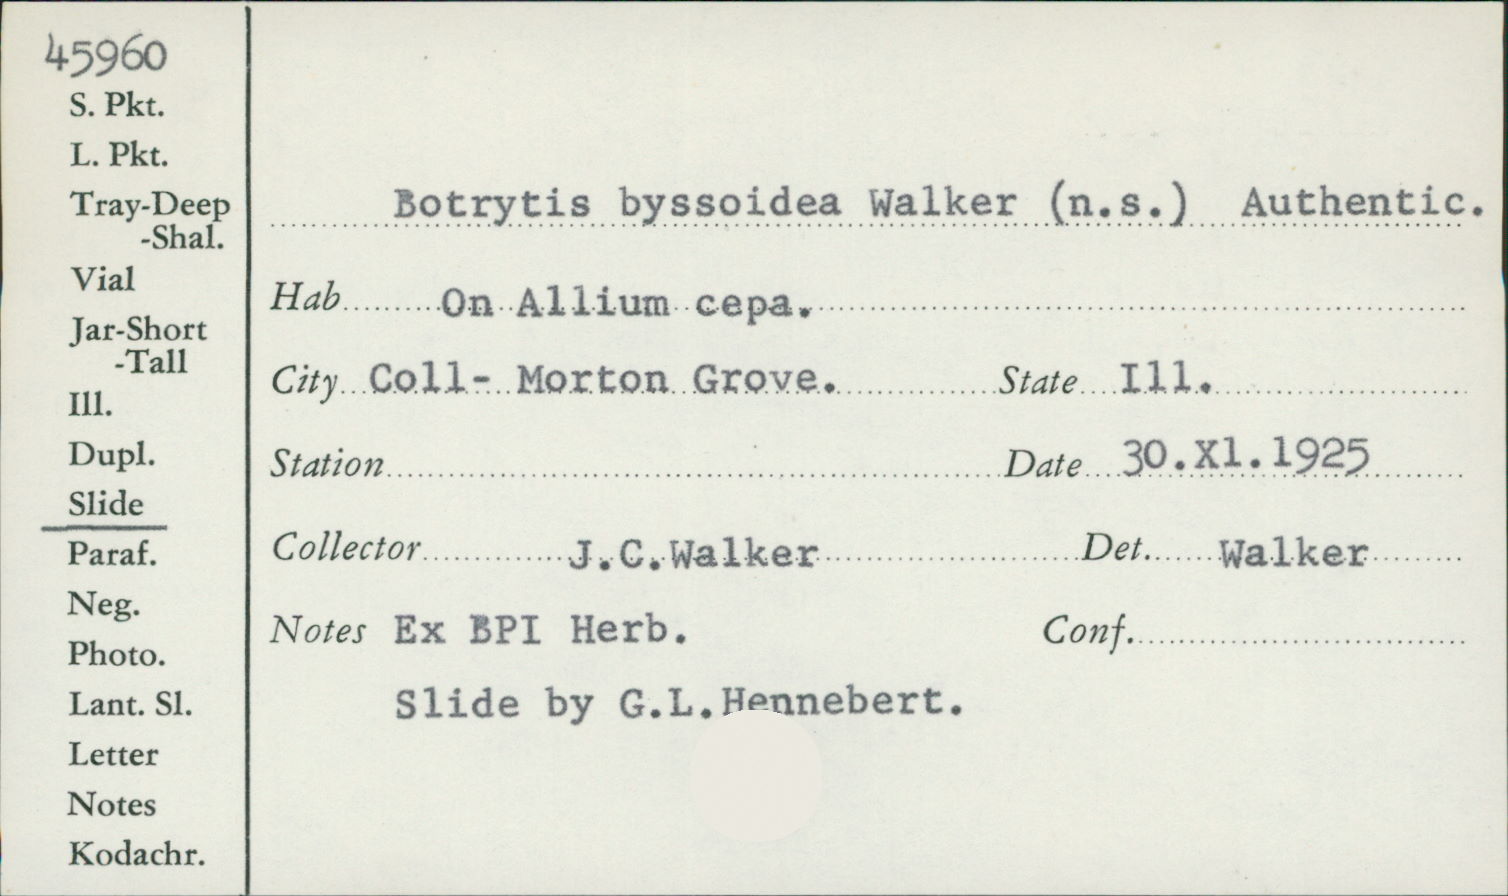 45960
S. Pkt.
L. Pkt.
Tray-Deep
-Shal.
Vial
Jar-Short
-Tall
Ill.
Dupl.
Slide
Paraf.
Neg.
Photo.
Lant. Sl.
Letter
Notes
Kodachr.
Botrytis byssoidea Walker (n.s.) Authentic.
Hab On Allium cepa.
City Coll- Morton Grove. State Ill.
Station Date 30.X1.1925
Collector J.C.Walker Det. Walker
Notes Ex BPI Herb. Conf.
Slide by G.L.Hennebert.